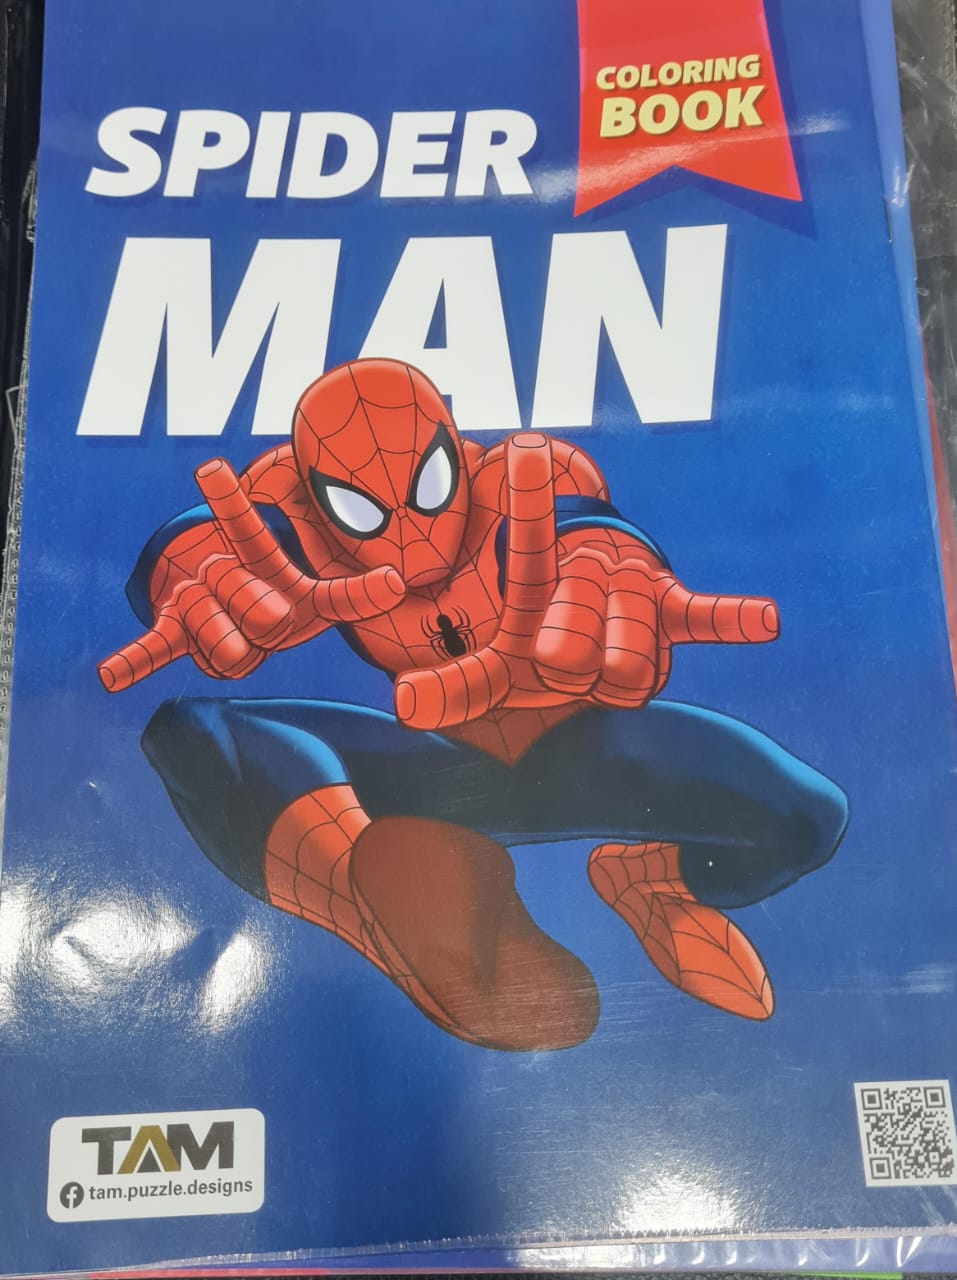 COLORING
BOOK
SPIDER
MAN
TAM
tam.puzzle.designs